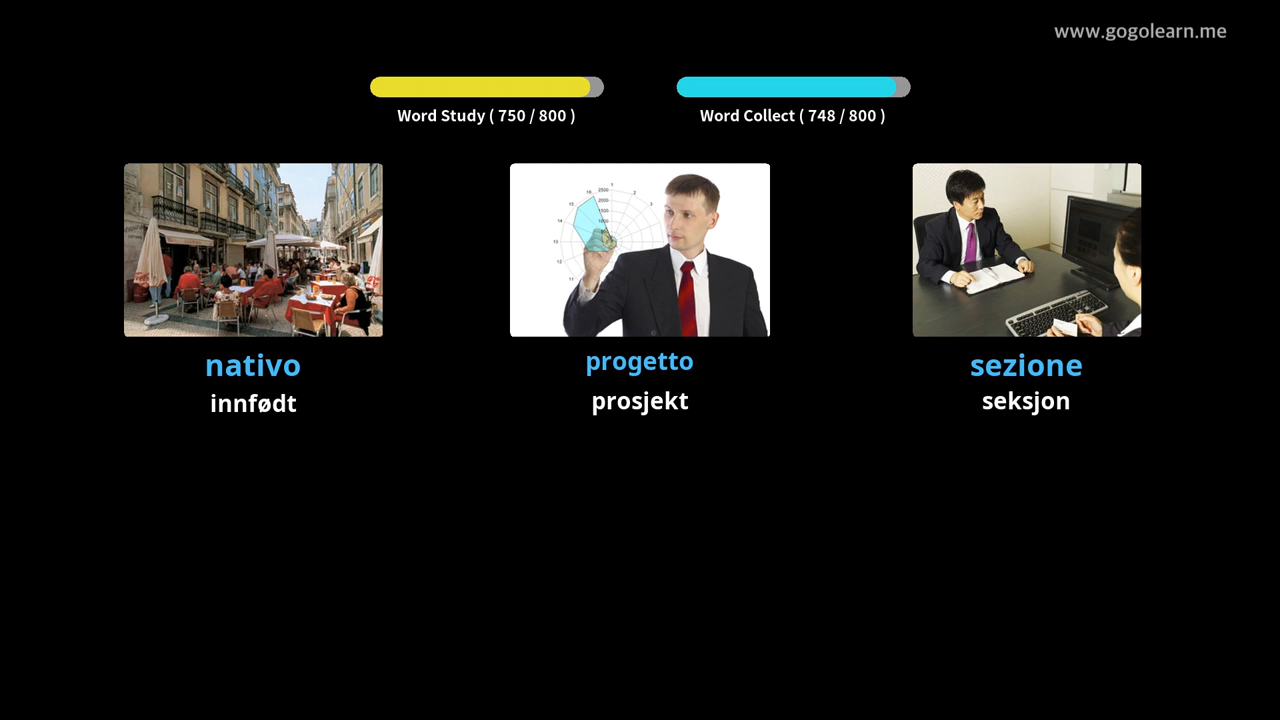 www.gogolearn.me
Word Study ( 750 / 800 )
Word Collect ( 748 / 800 )
nativo
innfødt
progetto
prosjekt
sezione
seksjon